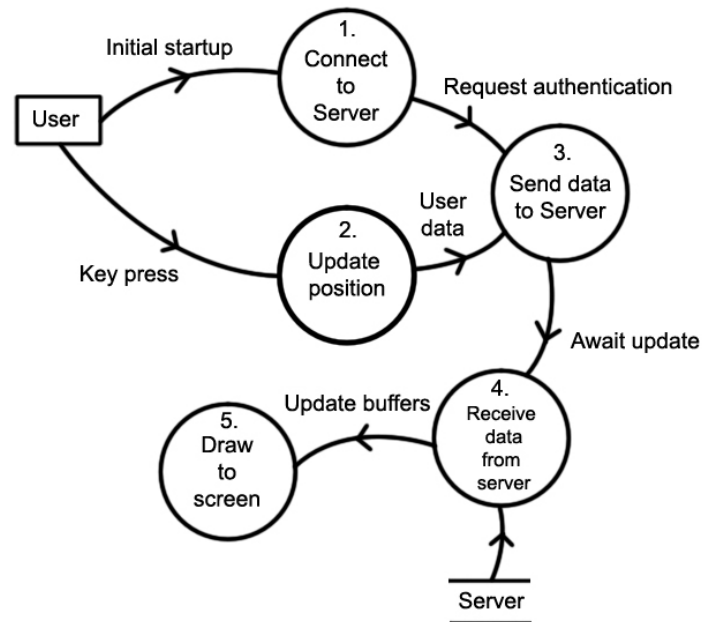 Initial startup
1.
Connect
to
Server
Request authentication
User
3.
Send data
to Server
User
data
2.
Update
position
Key press
Await update
4.
Receive
data
from
server
Update buffers
5.
Draw
to
screen
Server